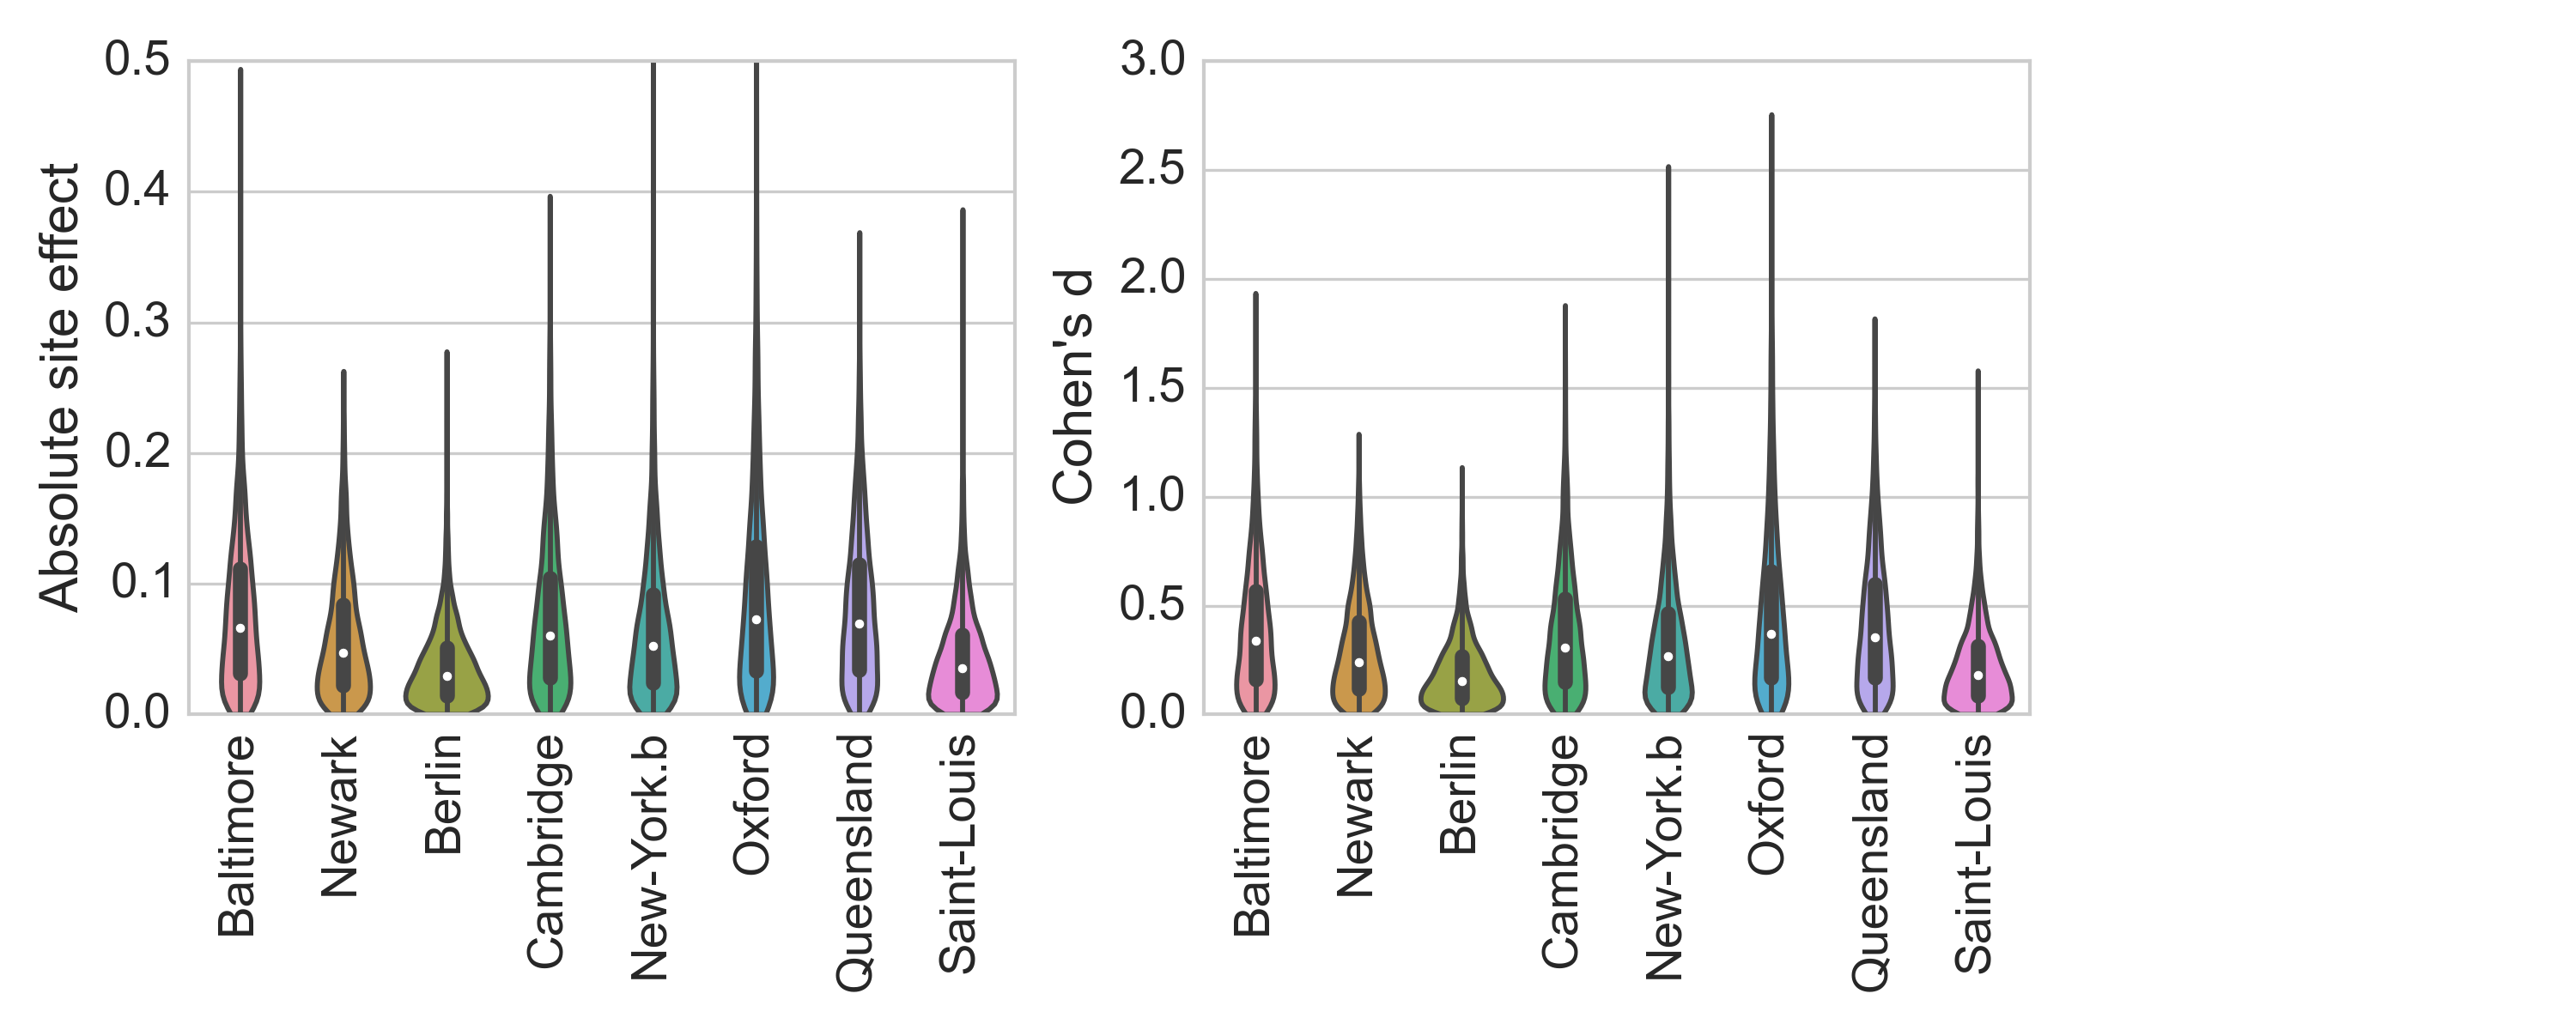 Absolute site effect
0.5
0.4
0.3
0.2
0.1
0.0
Baltimore
Newark
Berlin
Cambridge
New-York.b
Oxford
Queensland
Saint-Louis
Cohen's d
3.0
2.5
2.0
1.5
1.0
0.5
0.0
Baltimore
Newark
Berlin
Cambridge
New-York.b
Oxford
Queensland
Saint-Louis